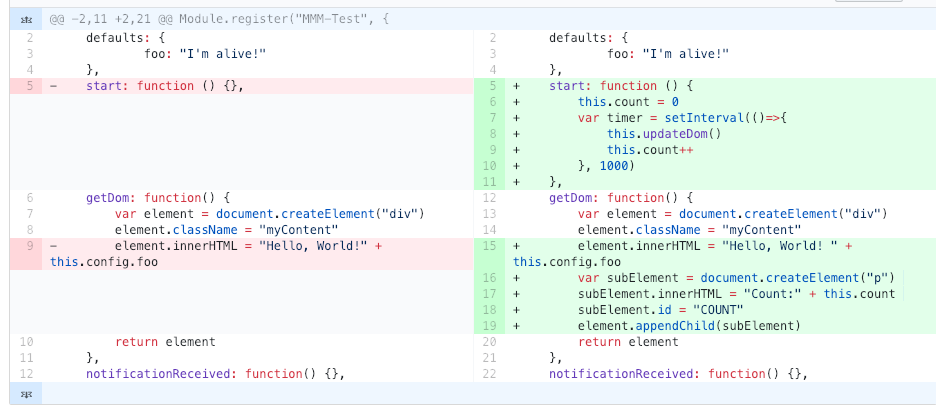 @@ -2,11 +2,21 @@ Module.register("MMM-Test", {
2 defaults: {
3 foo: "I'm alive!"
4 },
5 - start: function () {},
6 getDom: function() {
7 var element = document.createElement("div")
8 element.className = "myContent"
9 - element.innerHTML = "Hello, World!" +
this.config.foo
10 return element
11 },
12 notificationReceived: function() {},
2 defaults: {
3 foo: "I'm alive!"
4 },
5 + start: function () {
6 + this.count = 0
7 + var timer = setInterval(()=>{
8 + this.updateDom()
9 + this.count++
10 + }, 1000)
11 + },
12 getDom: function() {
13 var element = document.createElement("div")
14 element.className = "myContent"
15 + element.innerHTML = "Hello, World! " +
this.config.foo
16 + var subElement = document.createElement("p")
17 + subElement.innerHTML = "Count:" + this.count
18 + subElement.id = "COUNT"
19 + element.appendChild(subElement)
20 return element
21 },
22 notificationReceived: function() {},